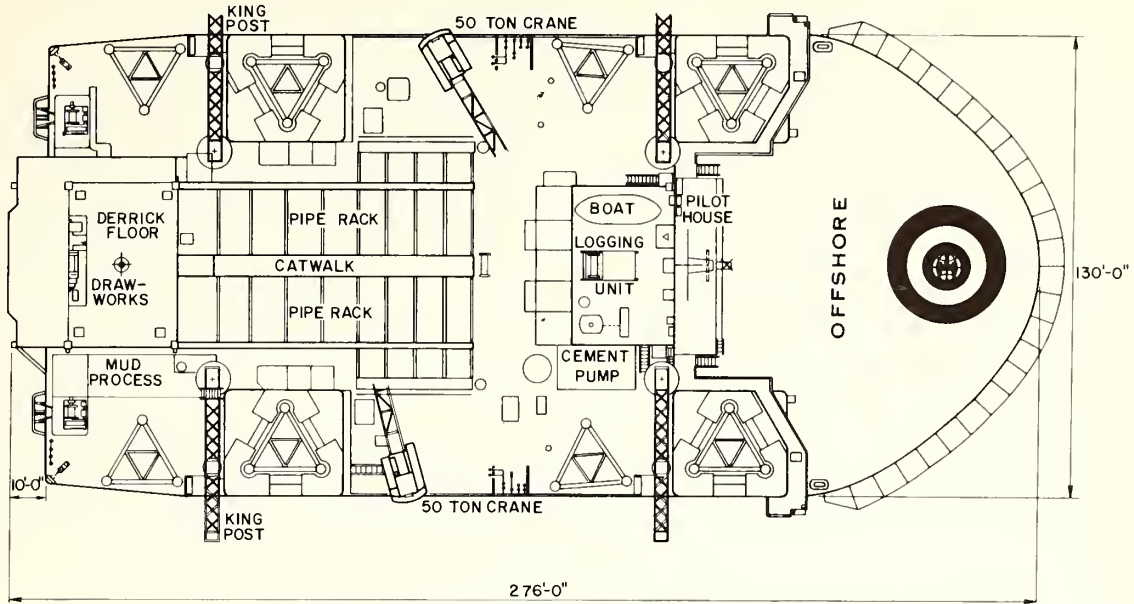 KING
POST
50 TON CRANE
DERRICK
FLOOR
DRAW-
WORKS
PIPE RACK
CATWALK
PIPE RACK
BOAT
LOGGING
UNIT
PILOT
HOUSE
OFFSHORE
130'-0"
MUD
PROCESS
CEMENT
PUMP
10'-0"
KING
POST
50 TON CRANE
276'-0"